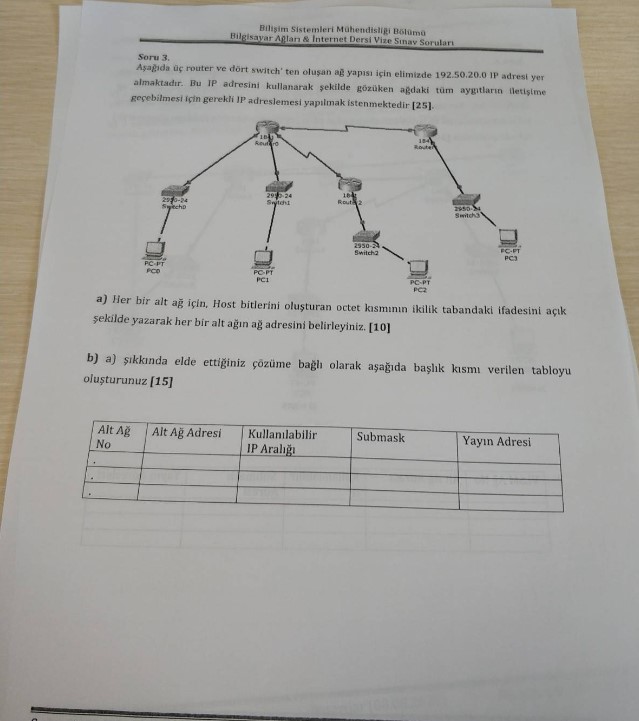 Bilişim Sistemleri Mühendisliği Bölümü
Bilgisayar Ağları & İnternet Dersi Vize Sınav Soruları
Soru 3.
Aşağıda üç router ve dört switch' ten oluşan ağ yapısı için elimizde 192.50.20.0 IP adresi yer
almaktadır. Bu IP adresini kullanarak şekilde gözüken ağdaki tüm aygıtların iletişime
geçebilmesi için gerekli IP adreslemesi yapılmak istenmektedir [25].
1841
Router0
1841
Router
2950-24
Switch0
2950-24
Switch1
1841
Router2
2950-24
Switch3
2950-24
Switch2
PC-PT
PC0
PC-PT
PC1
PC-PT
PC2
PC-PT
PC3
a) Her bir alt ağ için, Host bitlerini oluşturan octet kısmının ikilik tabandaki ifadesini açık
şekilde yazarak her bir alt ağın ağ adresini belirleyiniz. [10]
b) a) şıkkında elde ettiğiniz çözüme bağlı olarak aşağıda başlık kısmı verilen tabloyu
oluşturunuz [15]
Alt Ağ No
Alt Ağ Adresi
Kullanılabilir
IP Aralığı
Submask
Yayın Adresi
.
.
.